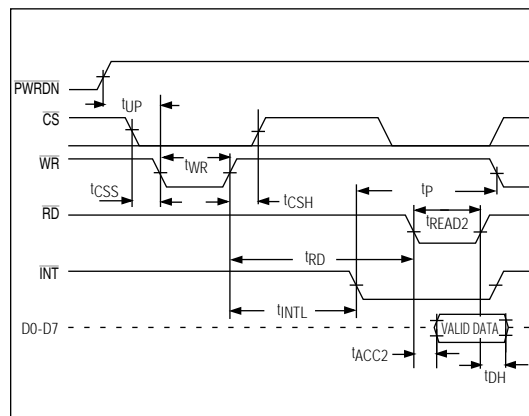 PWRDN
tUP
CS
WR
tWR
tCSS
tCSH
tP
RD
tREAD2
tRD
INT
tINTL
D0-D7
VALID DATA
tACC2
tDH